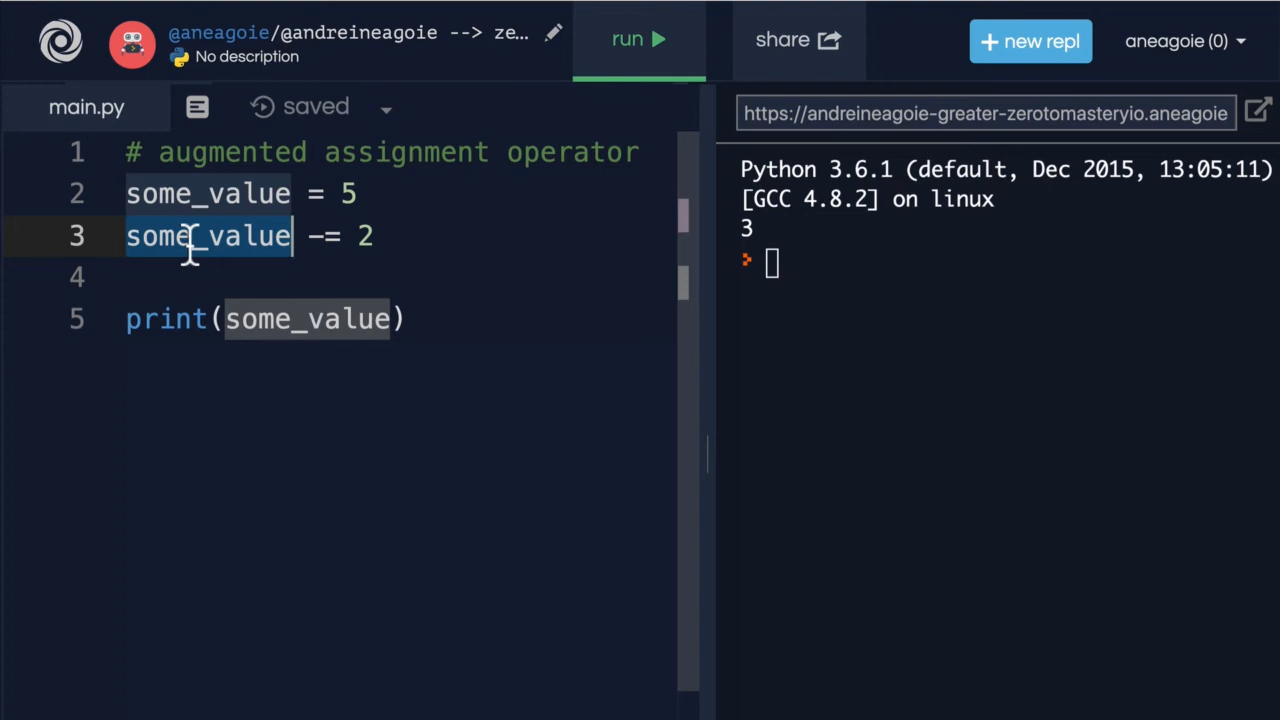 @aneagoie/@andreineagoie --> ze...
No description
run
share
+ new repl
aneagoie (0)
main.py
saved
https://andreineagoie-greater-zerotomasteryio.aneagoie
1 # augmented assignment operator
2 some_value = 5
3 some_value -= 2
4
5 print(some_value)
Python 3.6.1 (default, Dec 2015, 13:05:11)
[GCC 4.8.2] on linux
3